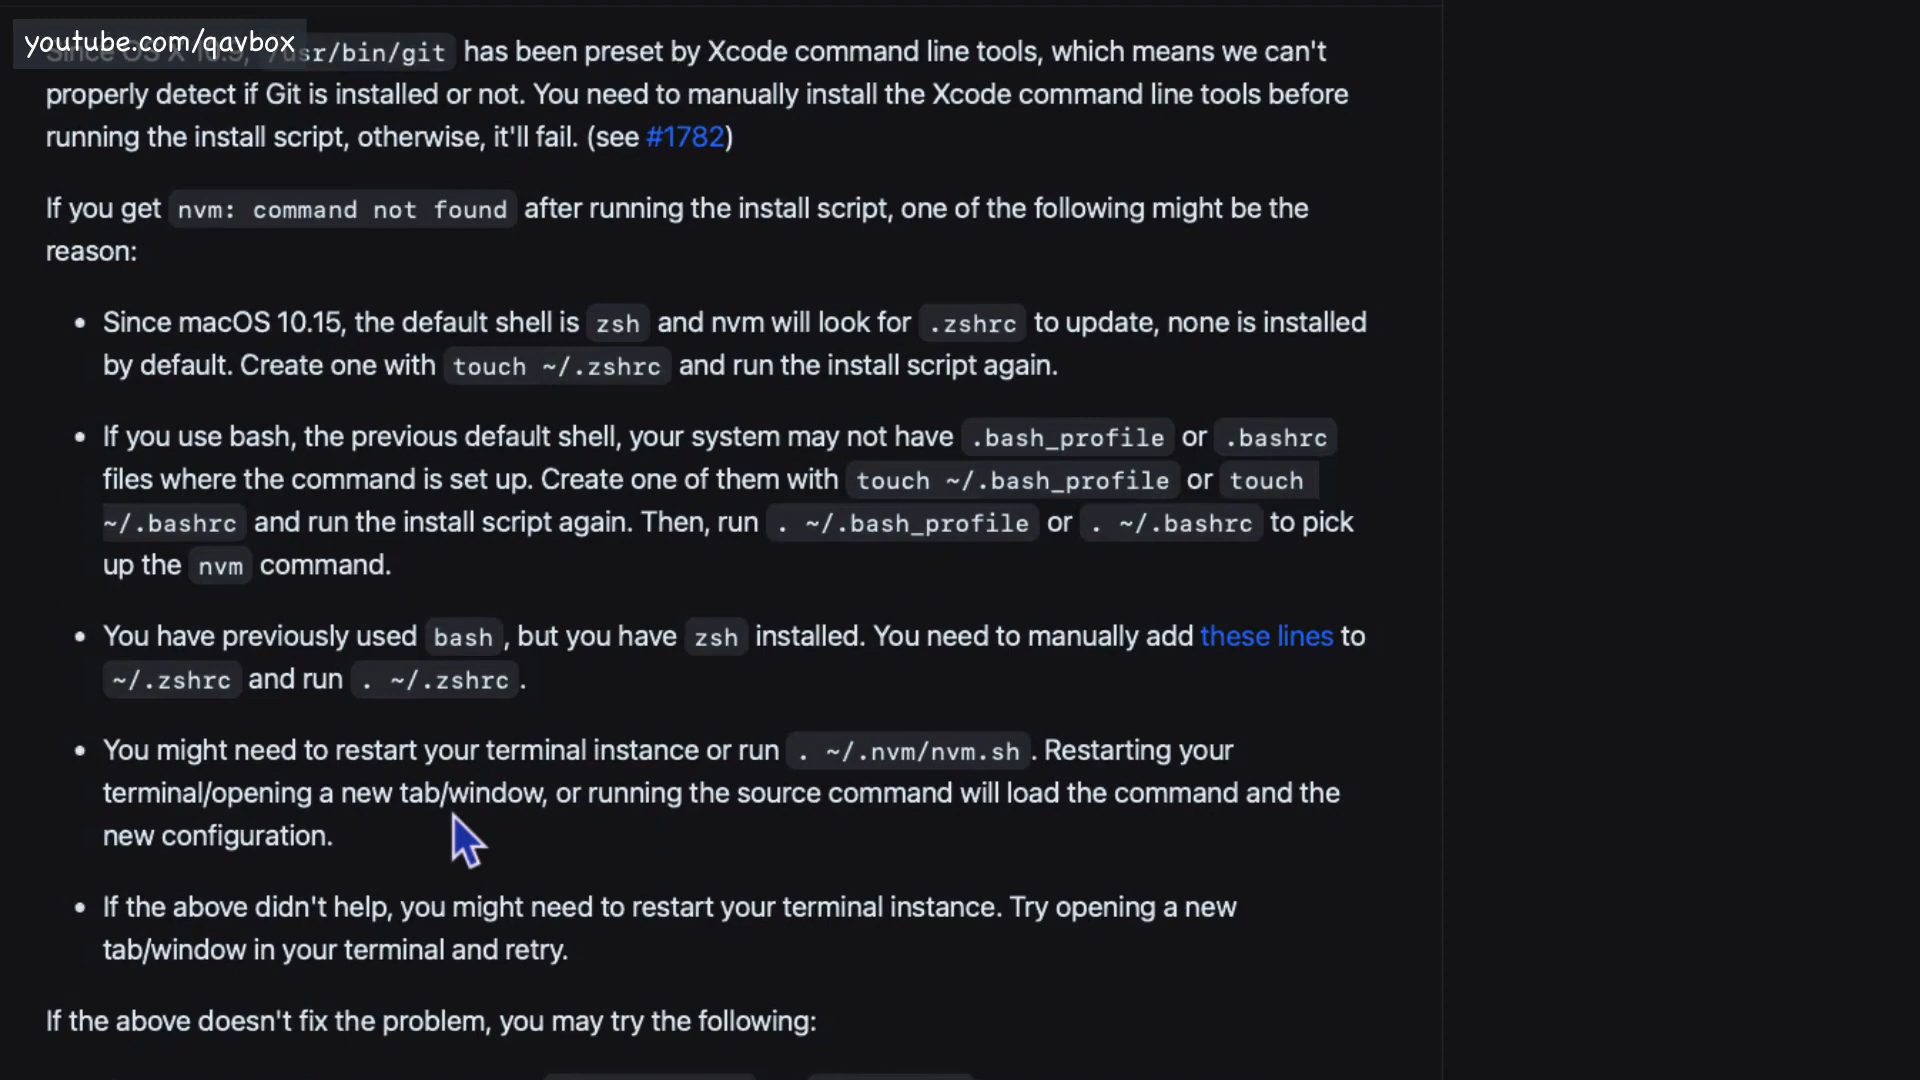 youtube.com/qavbox
Since OS X 10.9, /usr/bin/git has been preset by Xcode command line tools, which means we can't
properly detect if Git is installed or not. You need to manually install the Xcode command line tools before
running the install script, otherwise, it'll fail. (see #1782)
If you get nvm: command not found after running the install script, one of the following might be the
reason:
• Since macOS 10.15, the default shell is zsh and nvm will look for .zshrc to update, none is installed
by default. Create one with touch ~/.zshrc and run the install script again.
• If you use bash, the previous default shell, your system may not have .bash_profile or .bashrc
files where the command is set up. Create one of them with touch ~/.bash_profile or touch
~/.bashrc and run the install script again. Then, run . ~/.bash_profile or . ~/.bashrc to pick
up the nvm command.
• You have previously used bash, but you have zsh installed. You need to manually add these lines to
~/.zshrc and run . ~/.zshrc.
• You might need to restart your terminal instance or run . ~/.nvm/nvm.sh. Restarting your
terminal/opening a new tab/window, or running the source command will load the command and the
new configuration.
• If the above didn't help, you might need to restart your terminal instance. Try opening a new
tab/window in your terminal and retry.
If the above doesn't fix the problem, you may try the following: